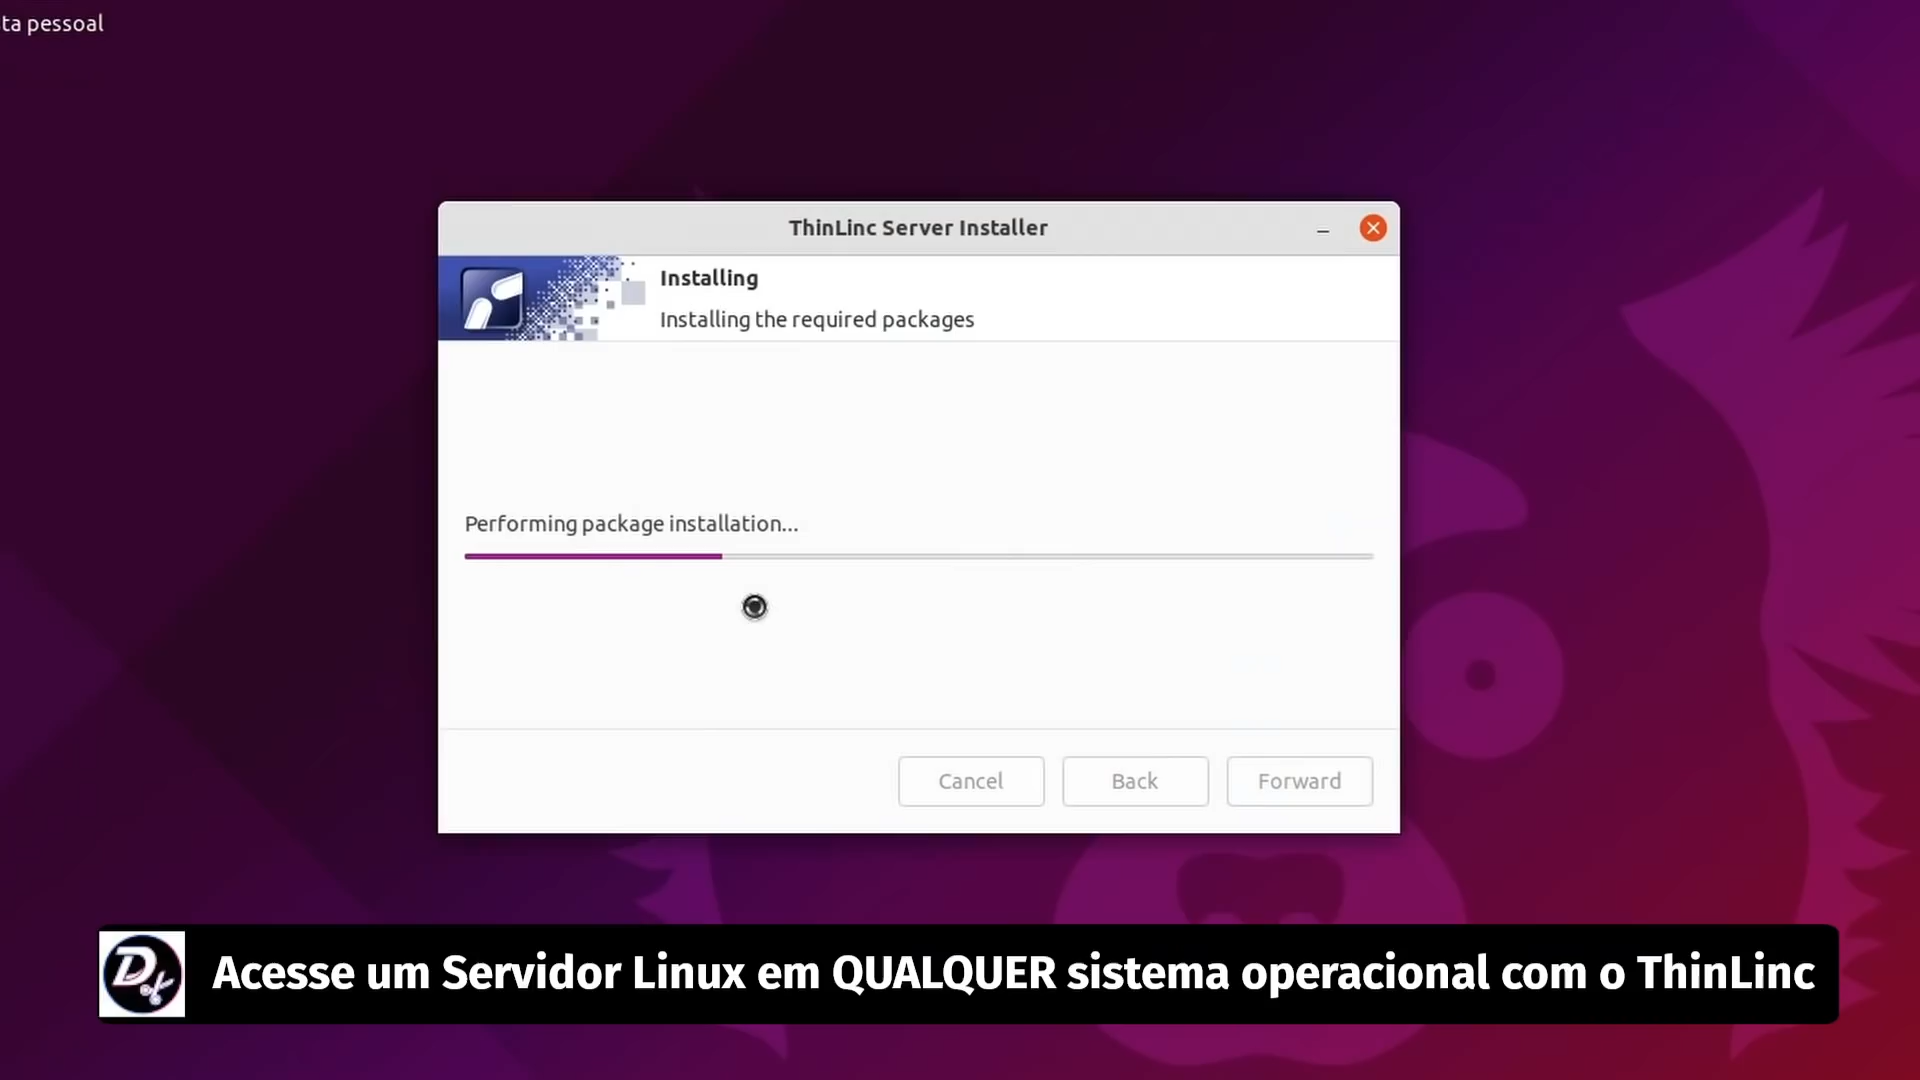 ta pessoal
ThinLinc Server Installer
Installing
Installing the required packages
Performing package installation...
Cancel
Back
Forward
D
Acesse um Servidor Linux em QUALQUER sistema operacional com o ThinLinc